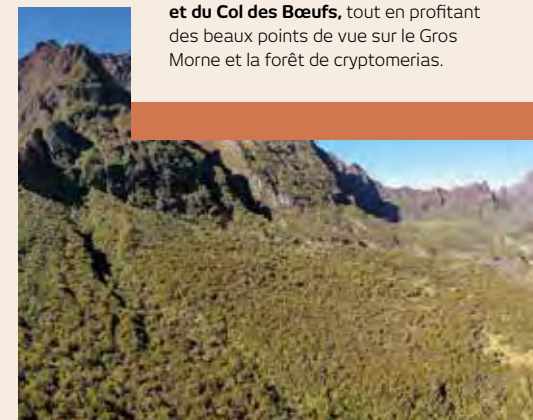 et du Col des Bœufs, tout en profitant
des beaux points de vue sur le Gros
Morne et la forêt de cryptomerias.